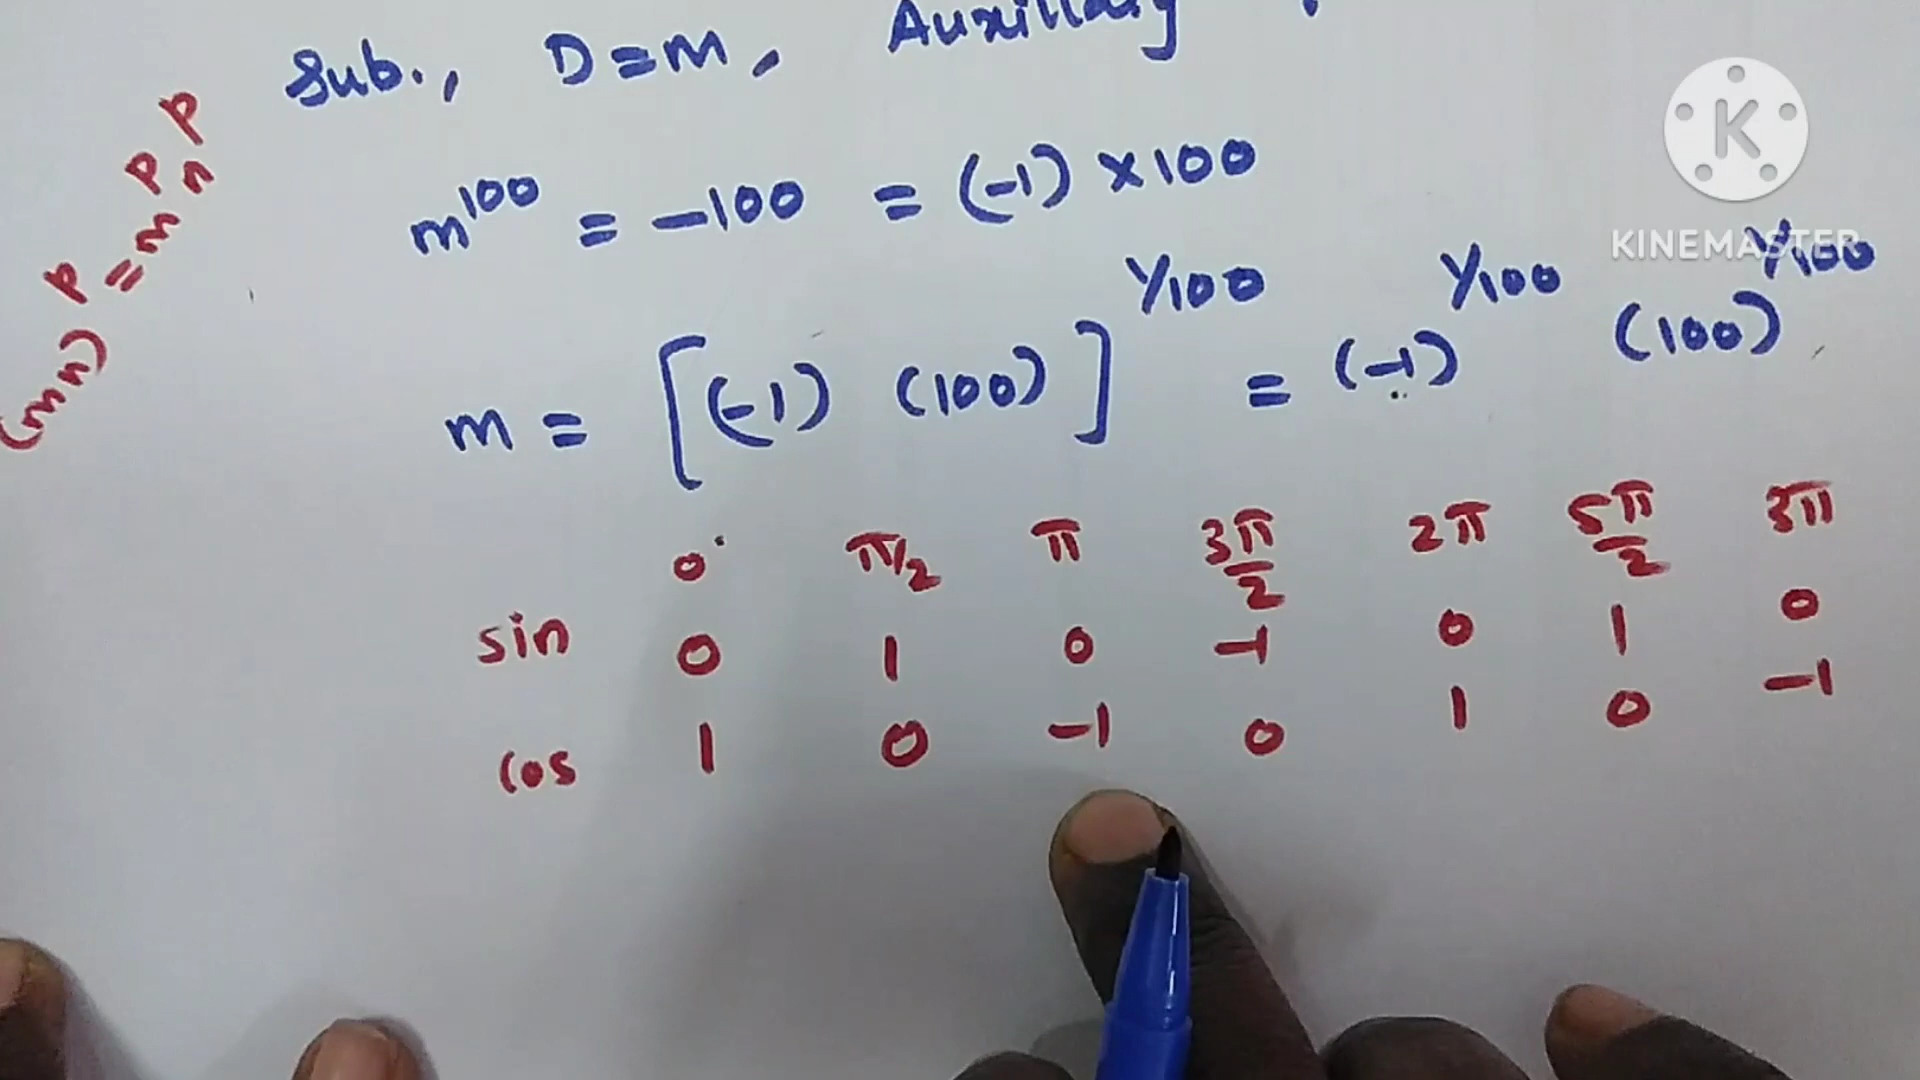 Sub., D=m, Auxillary
m^100 = -100 = (-1) ×100
(mn)^p = m^p n^p
m = [(-1) (100)]^1/100 = (-1)^1/100 (100)^1/100
0 π/2 π 3π/2 2π 5π/2 3π
sin 0 1 0 -1 0 1 0
cos 1 0 -1 0 1 0 -1
K
KINEMASTER